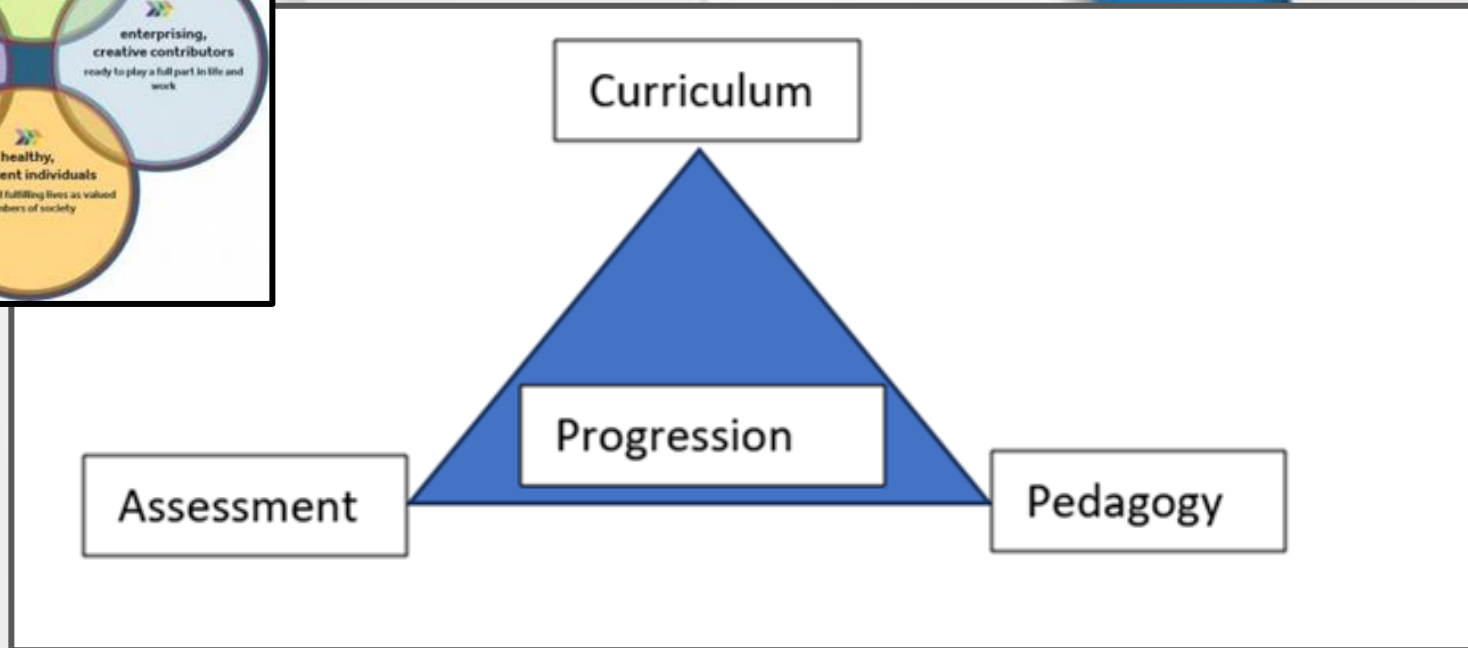 enterprising,
creative contributors
ready to play a full part in life and
work
healthy,
ent individuals
fulfilling lives as valued
bers of society
Curriculum
Progression
Assessment
Pedagogy